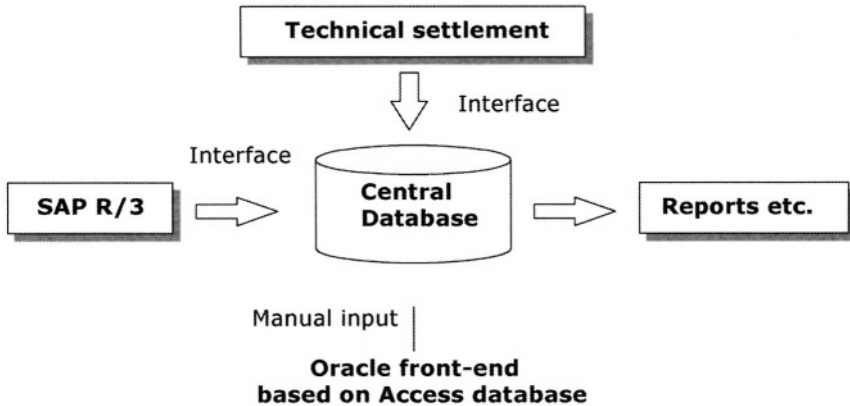 Technical settlement
Interface
Interface
SAP R/3
Central
Database
Reports etc.
Manual input
Oracle front-end
based on Access database